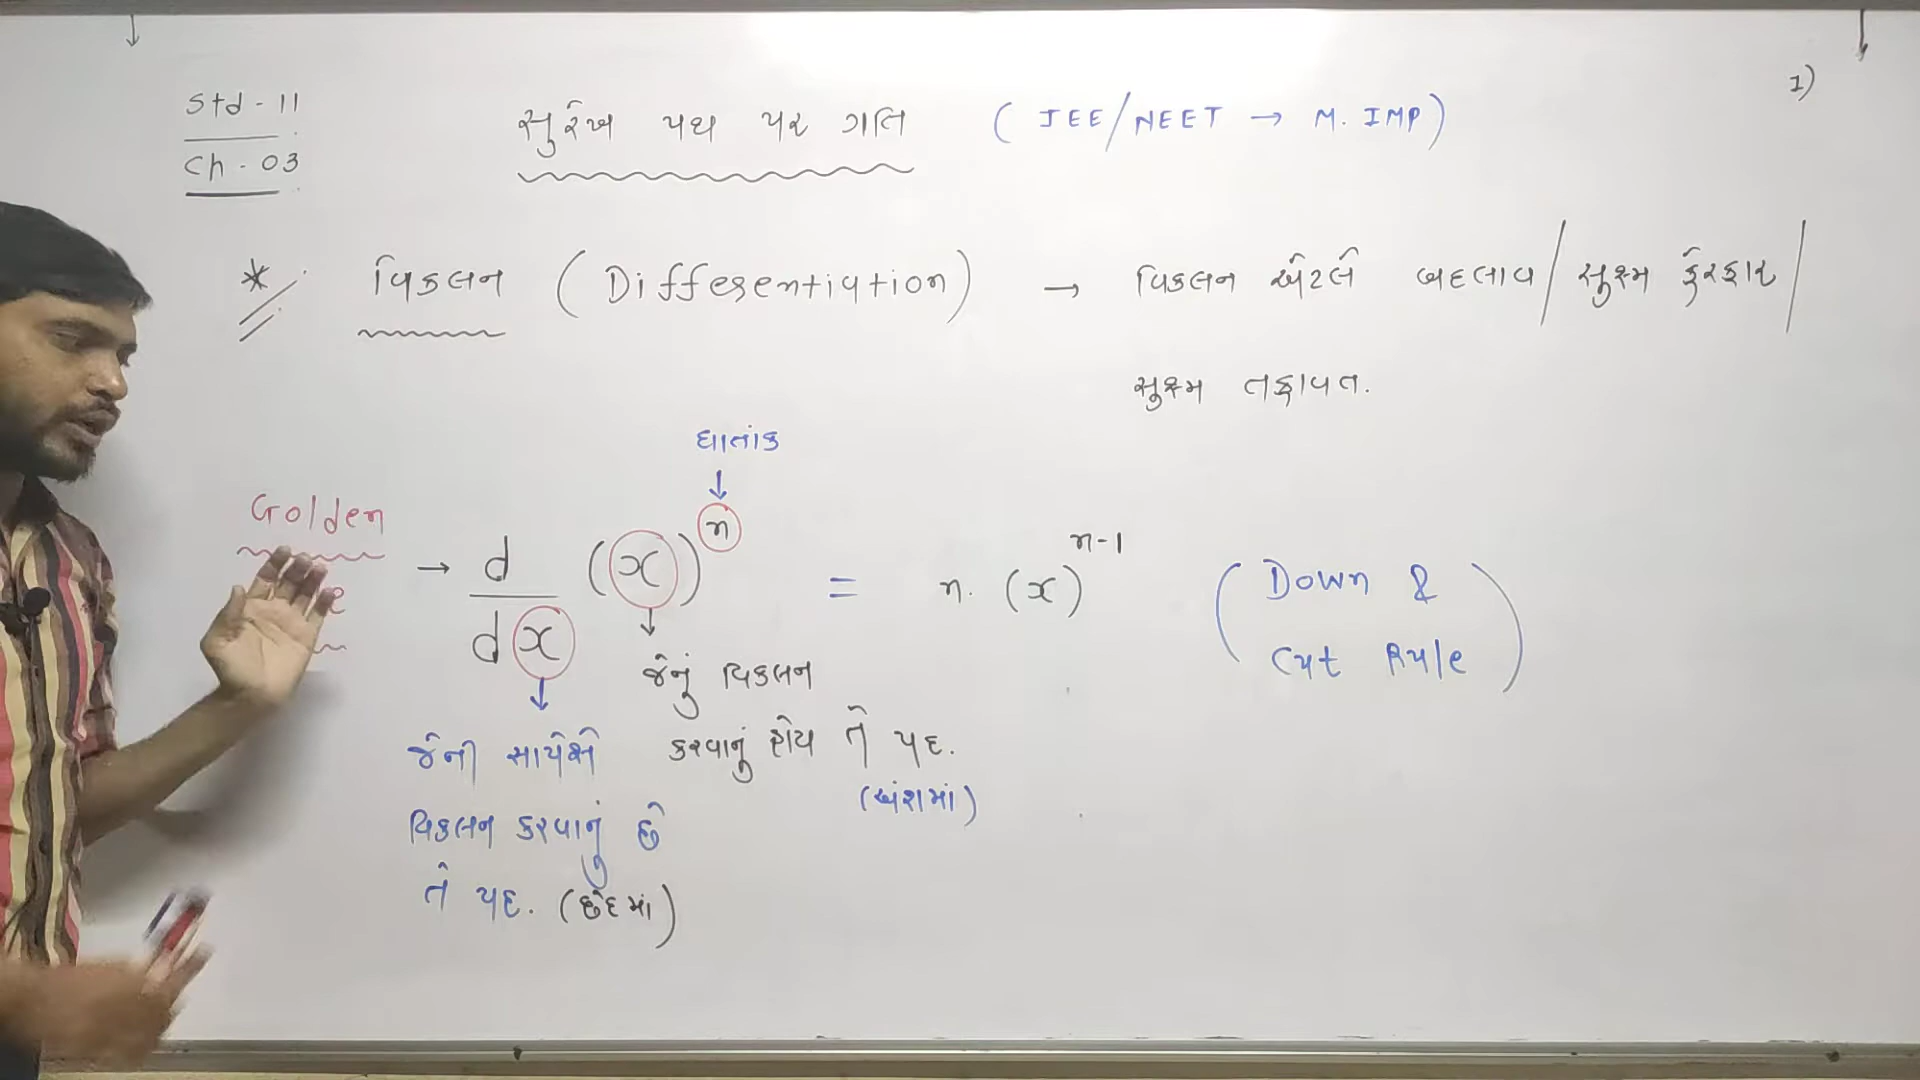 1)
Std - 11
Ch - 03
સુરેખ પથ પર ગતિ ( JEE/NEET → M. IMP)
* વિકલન ( Differentiation) → વિકલન એટલે બદલાવ/ સુક્ષ્મ ફેરફાર/
સુક્ષ્મ તફાવત.
ઘાતાંક
↓
Golden → d/dx (x)^n = n. (x)^n-1 ( Down & Cut Rule )
જેનું વિકલન
કરવાનું હોય તે પદ.
(અંશમાં)
જેની સાપેક્ષે
વિકલન કરવાનું છે
તે પદ. (છેદમાં)